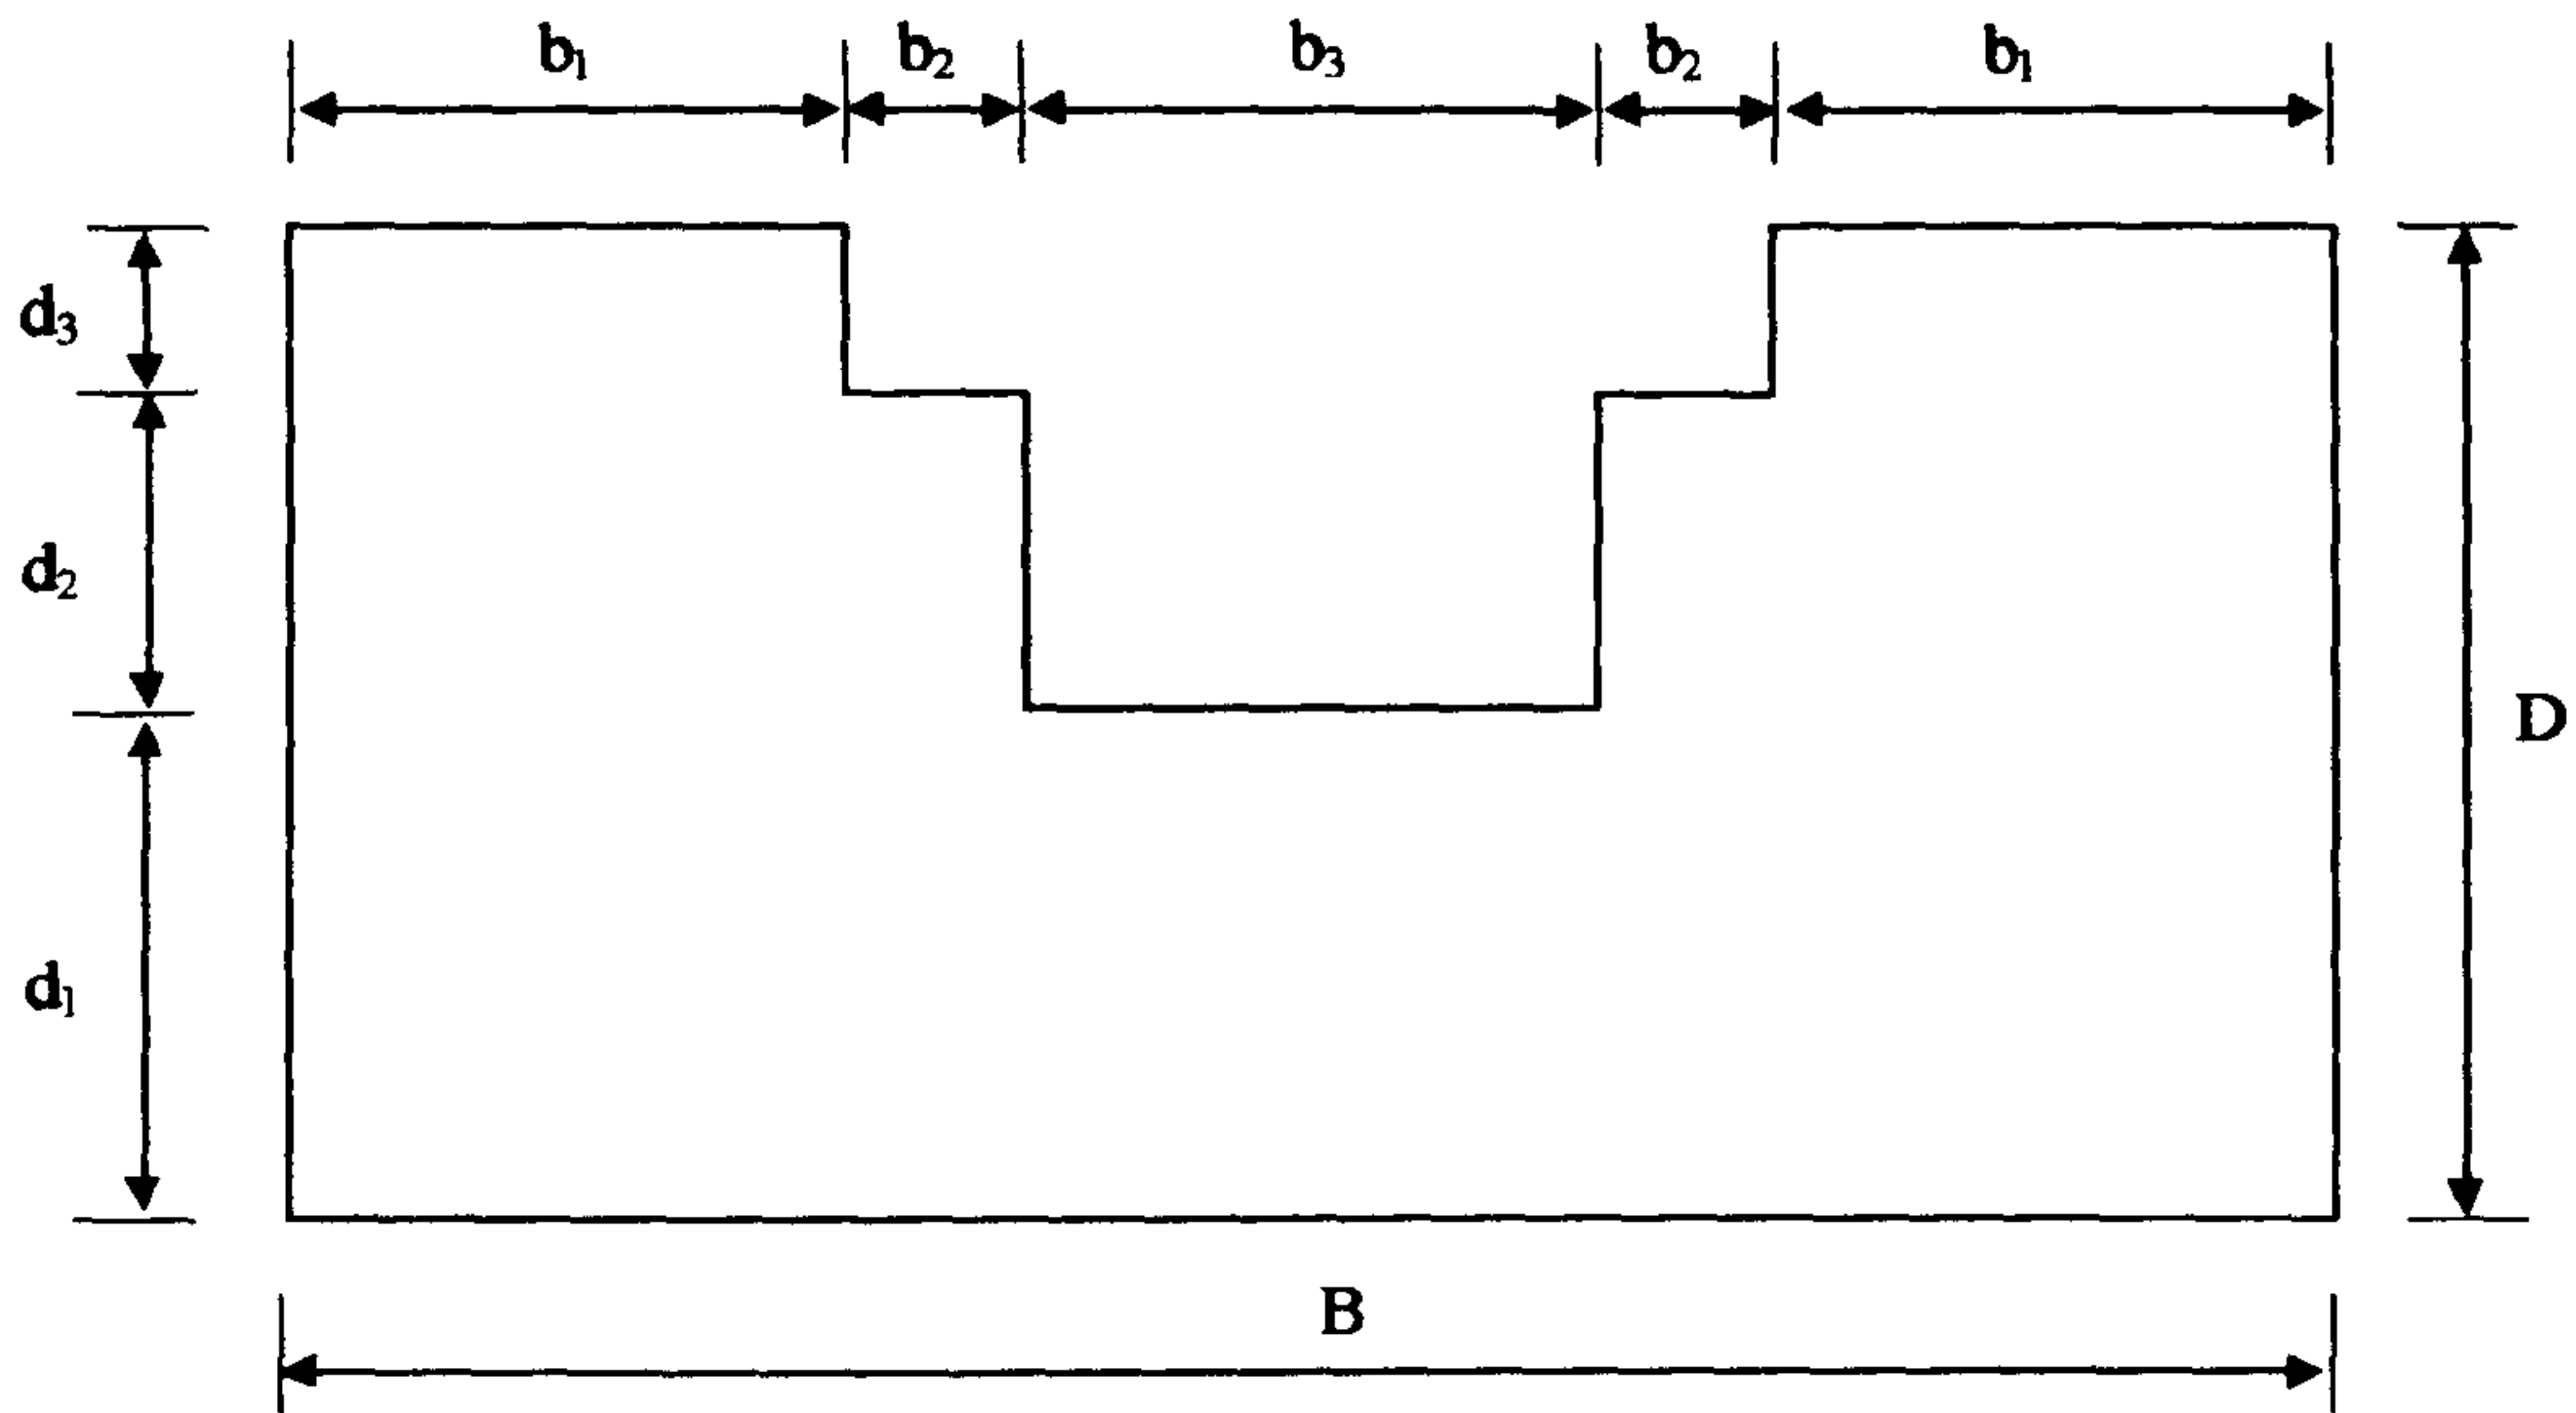 b₁ b₂ b₃ b₂ b₁
d₃
d₂
D
d₁
B